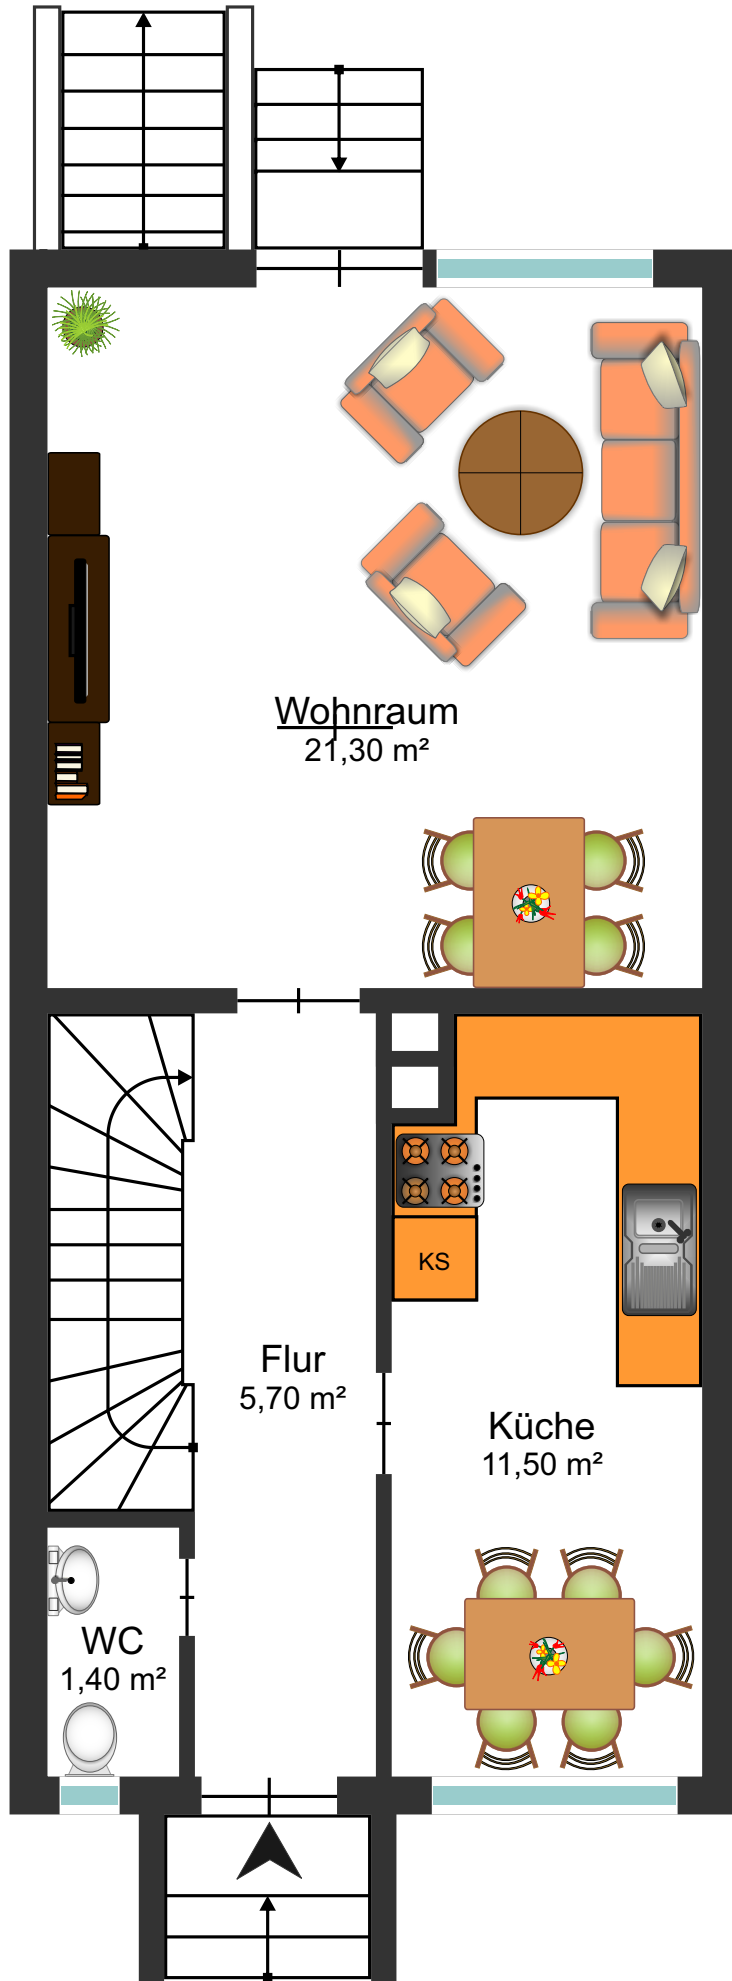 Wohnraum
21,30 m²
KS
Flur
5,70 m²
Küche
11,50 m²
WC
1,40 m²